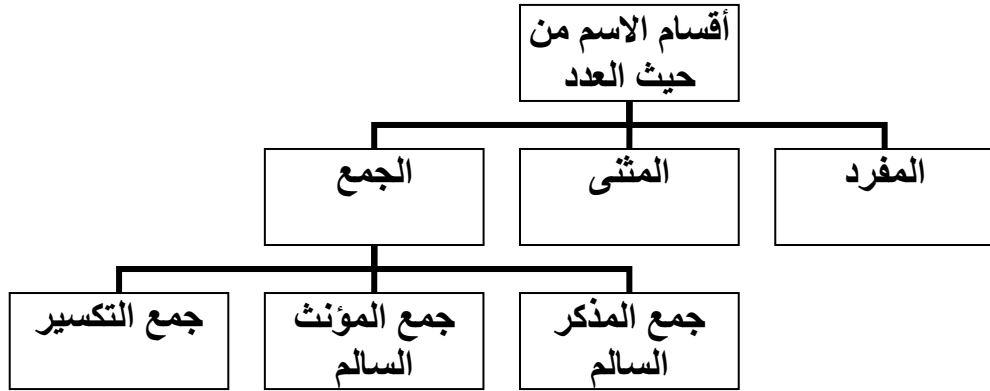 أقسام الاسم من
حيث العدد
المفرد
المثنى
الجمع
جمع المذكر
السالم
جمع المؤنث
السالم
جمع التكسير